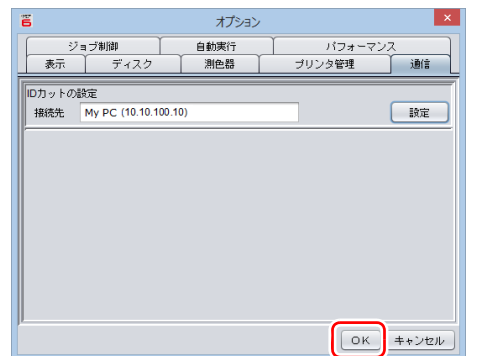 6
オプション
ジョブ制御 自動実行 パフォーマンス
表示 ディスク 測色器 プリンタ管理 通信
IDカットの設定
接続先 My PC (10.10.100.10) 設定
OK キャンセル